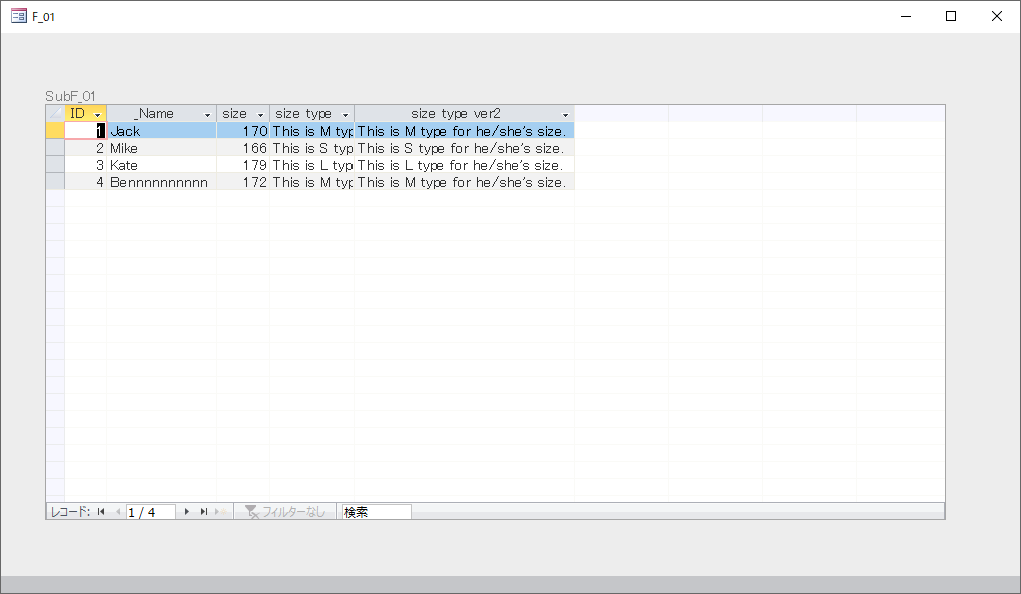 F_01
SubF_01
ID _Name size size type size type ver2
1 Jack 170 This is M typ This is M type for he/she's size.
2 Mike 166 This is S typ This is S type for he/she's size.
3 Kate 179 This is L typ This is L type for he/she's size.
4 Bennnnnnnnnn 172 This is M typ This is M type for he/she's size.
レコード: 1 / 4 フィルターなし 検索